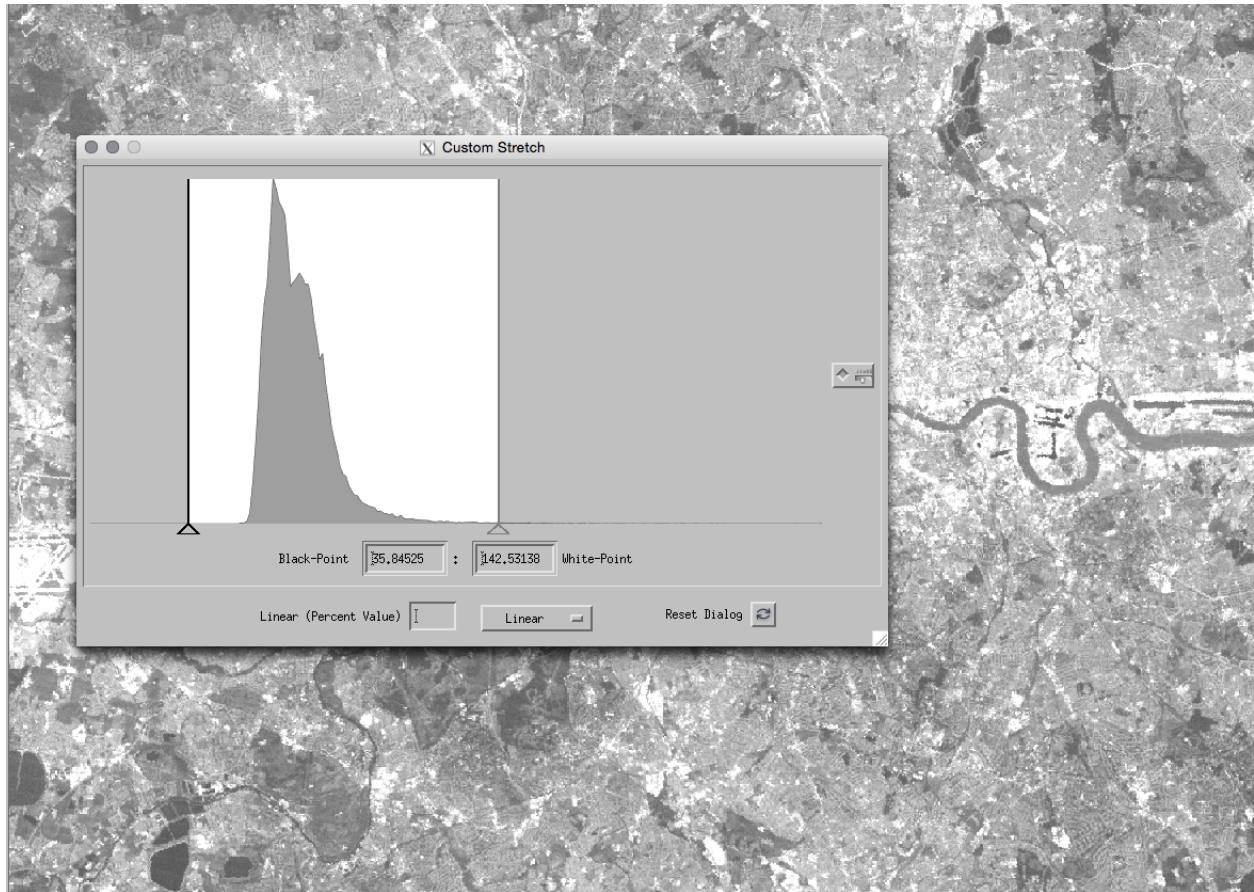 Custom Stretch
Black-Point 35.84525 : 142.53138 White-Point
Linear (Percent Value) Linear Reset Dialog